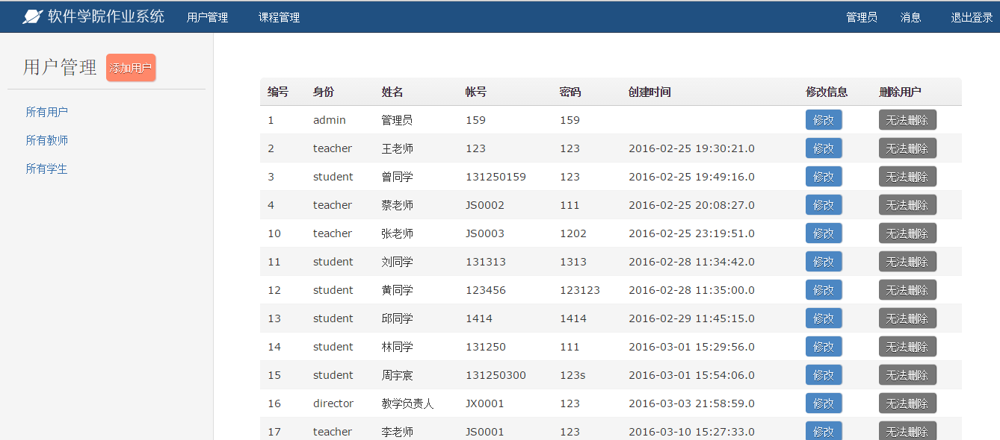 软件学院作业系统 用户管理 课程管理 管理员 消息 退出登录
用户管理 添加用户
所有用户
所有教师
所有学生
编号 身份 姓名 帐号 密码 创建时间 修改信息 删除用户
1 admin 管理员 159 159 修改 无法删除
2 teacher 王老师 123 123 2016-02-25 19:30:21.0 修改 无法删除
3 student 曾同学 131250159 123 2016-02-25 19:49:16.0 修改 无法删除
4 teacher 蔡老师 JS0002 111 2016-02-25 20:08:27.0 修改 无法删除
10 teacher 张老师 JS0003 1202 2016-02-25 23:19:51.0 修改 无法删除
11 student 刘同学 131313 1313 2016-02-28 11:34:42.0 修改 无法删除
12 student 黄同学 123456 123123 2016-02-28 11:35:00.0 修改 无法删除
13 student 邱同学 1414 1414 2016-02-29 11:45:15.0 修改 无法删除
14 student 林同学 131250 111 2016-03-01 15:29:56.0 修改 无法删除
15 student 周宇宸 131250300 123s 2016-03-01 15:54:06.0 修改 无法删除
16 director 教学负责人 JX0001 123 2016-03-03 21:58:59.0 修改 无法删除
17 teacher 李老师 JS0001 123 2016-03-10 15:27:33.0 修改 无法删除